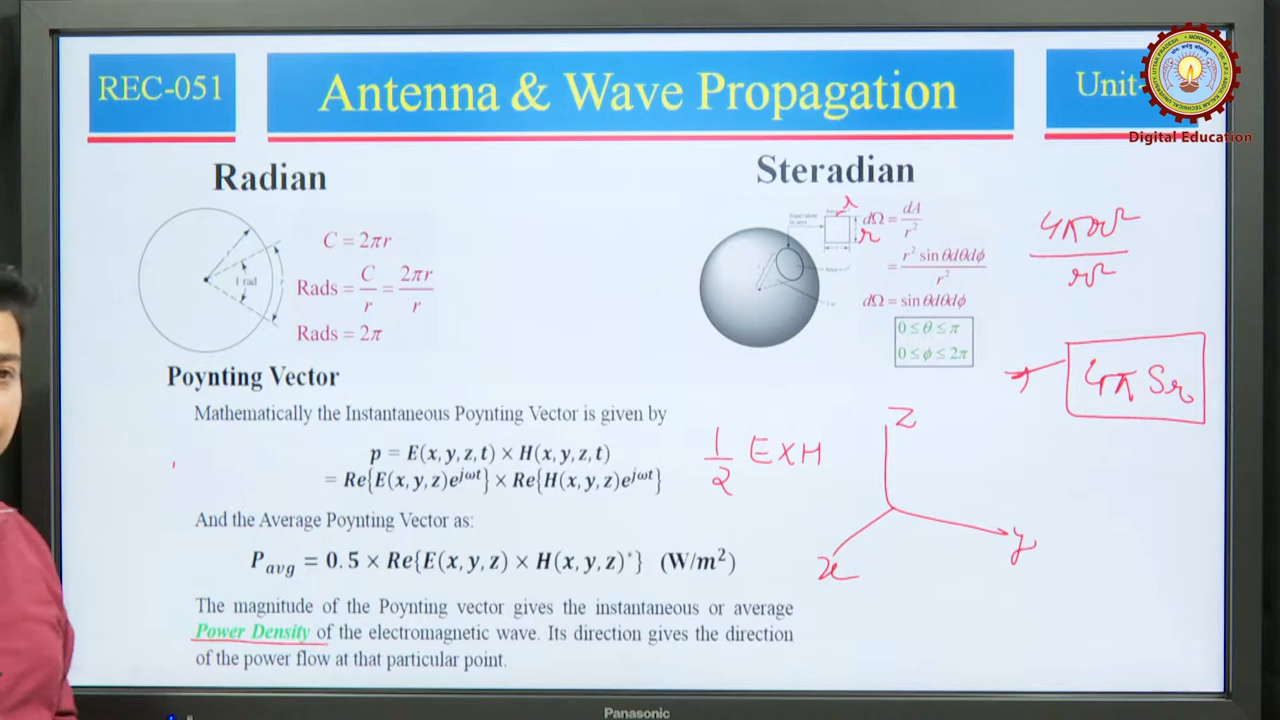 REC-051
Antenna & Wave Propagation
Unit-
Digital Education
Radian
1 rad
C = 2πr
Rads = C/r = 2πr/r
Rads = 2π
Steradian
r
r
dΩ = dA/r²
= r² sin θdθdϕ/r²
dΩ = sin θdθdϕ
0 ≤ θ ≤ π
0 ≤ ϕ ≤ 2π
4πr²/r²
4π Sr
Poynting Vector
Mathematically the Instantaneous Poynting Vector is given by
p = E(x, y, z, t) × H(x, y, z, t)
= Re{E(x, y, z)e^jωt} × Re{H(x, y, z)e^jωt}
1/2 E×H
Z
y
x
And the Average Poynting Vector as:
P_avg = 0.5 × Re{E(x, y, z) × H(x, y, z)*} (W/m²)
The magnitude of the Poynting vector gives the instantaneous or average
Power Density of the electromagnetic wave. Its direction gives the direction
of the power flow at that particular point.
Panasonic